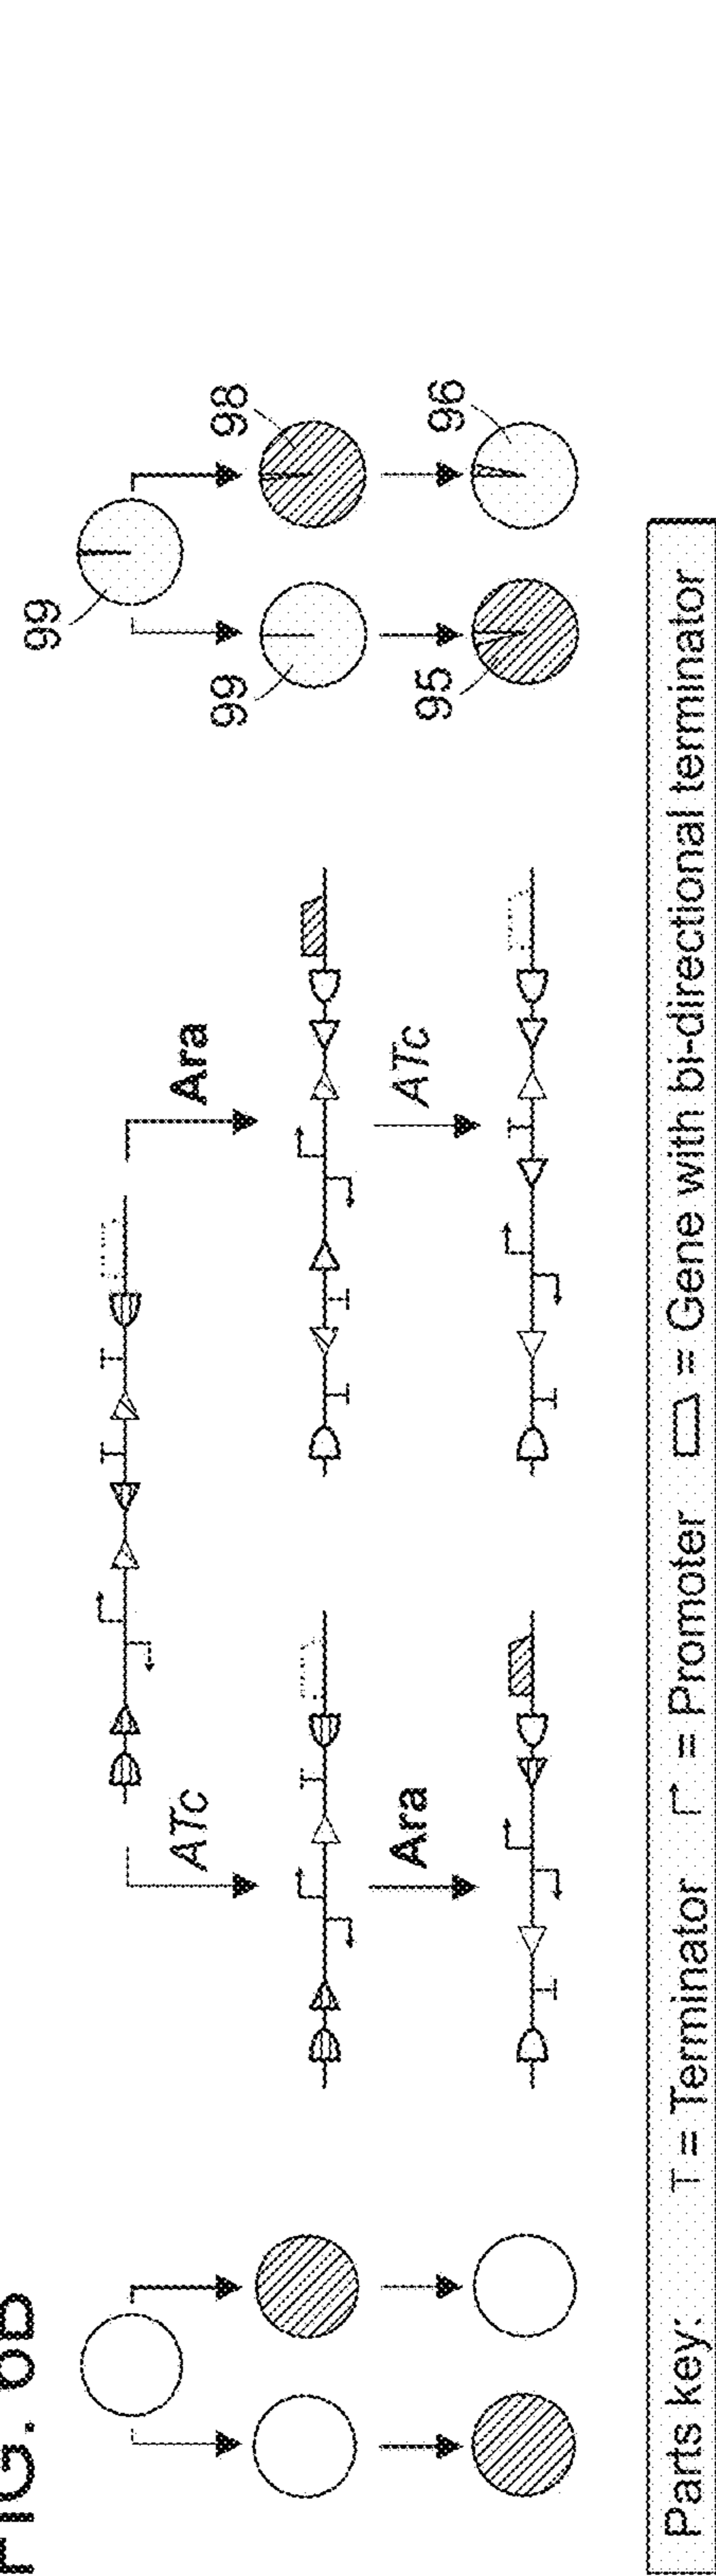 FIG. 6B
99
99
98
95
96
ATc
Ara
Ara
ATc
Parts key: T = Terminator = Promoter = Gene with bi-directional terminator